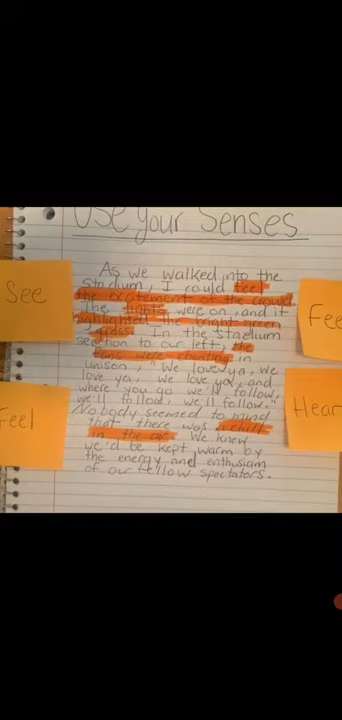 Use Your Senses
As we walked into the
stadium, I could feel
the excitement of the crowd.
The lights were on, and it
highlighted the bright green
grass. In the stadium
section to our left, the
fans were chanting in
unison, "We love ya, we
love ya, we love ya, and
where you go we'll follow,
we'll follow, we'll follow."
Nobody seemed to mind
that there was a chill
in the air. We knew
we'd be kept warm by
the energy and enthusiasm
of our fellow spectators.
See
Feel
Fee
Hear